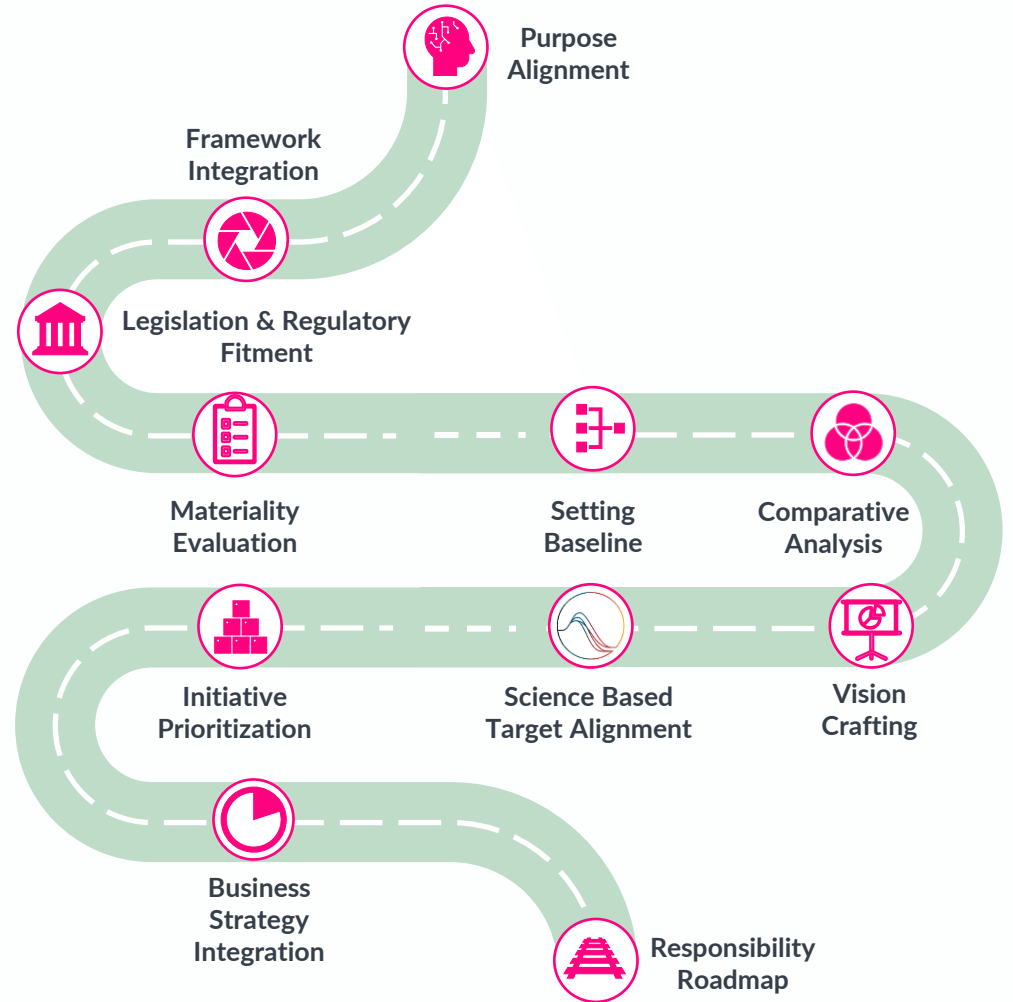 Purpose
Alignment
Framework
Integration
Legislation & Regulatory
Fitment
Materiality
Evaluation
Setting
Baseline
Comparative
Analysis
Vision
Crafting
Science Based
Target Alignment
Initiative
Prioritization
Business
Strategy
Integration
Responsibility
Roadmap